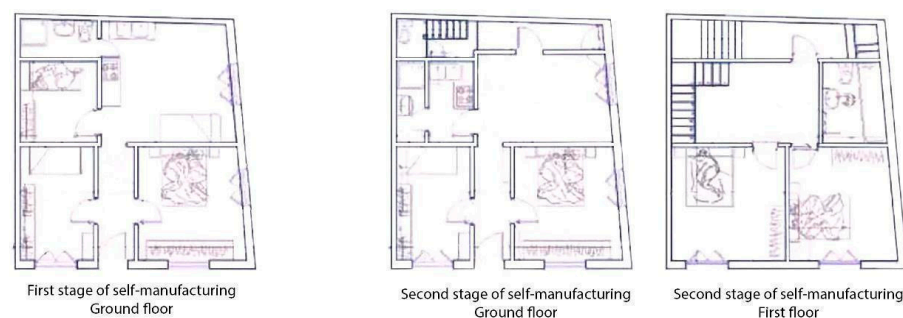 First stage of self-manufacturing
Ground floor
Second stage of self-manufacturing
Ground floor
Second stage of self-manufacturing
First floor